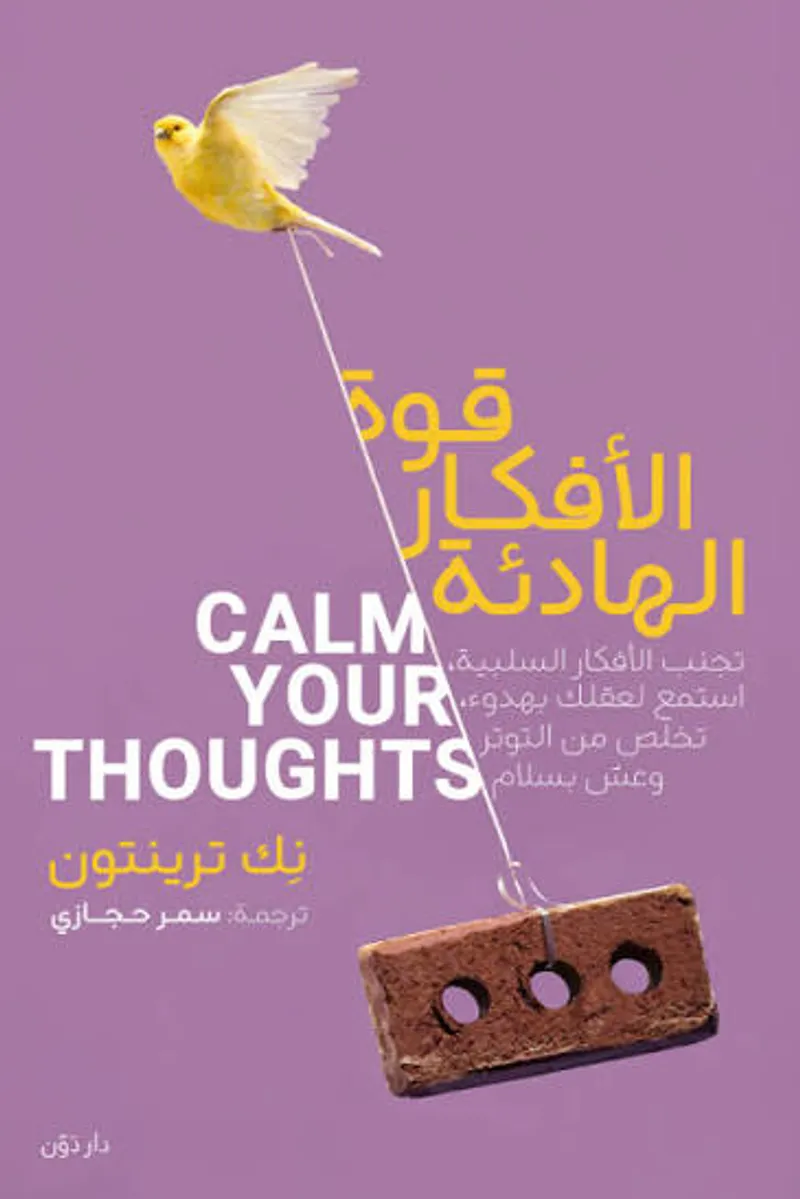 قوة
الأفكار
الهادئة
CALM
YOUR
THOUGHTS
تجنب الأفكار السلبية،
استمع لعقلك بهدوء،
تخلص من التوتر
وعش بسلام
نِك ترينتون
ترجمة: سمر حجازي
دار دَوِّن